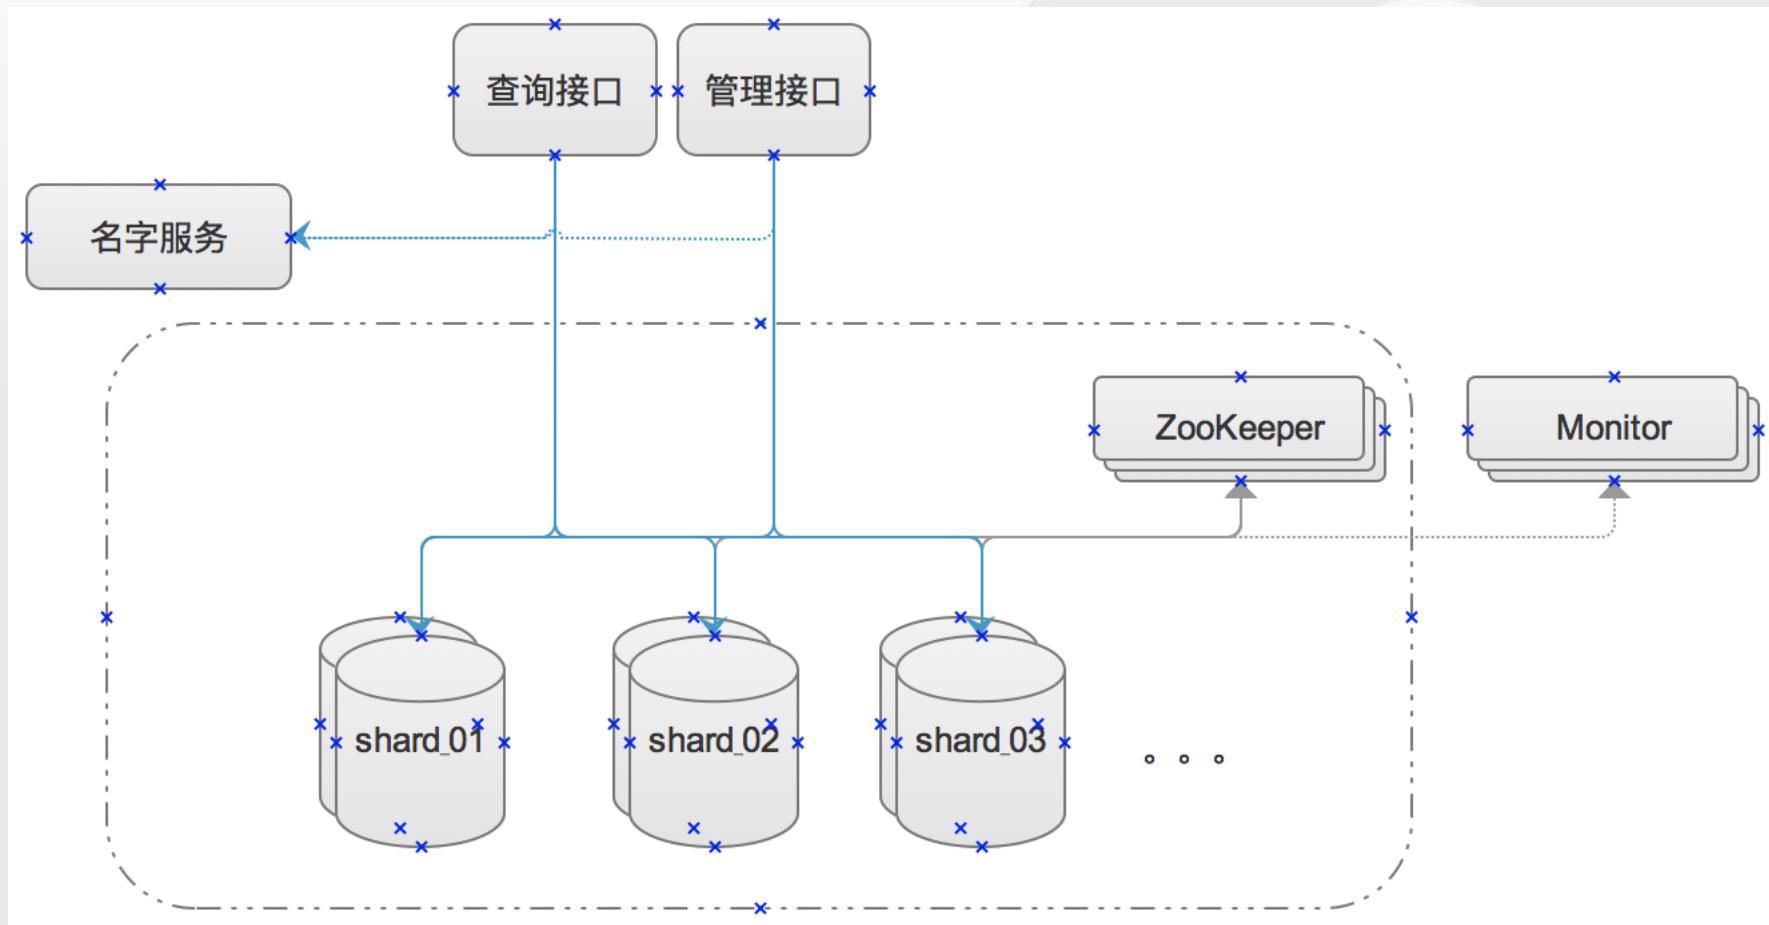 查询接口
管理接口
名字服务
ZooKeeper
Monitor
shard_01
shard_02
shard_03
。。。